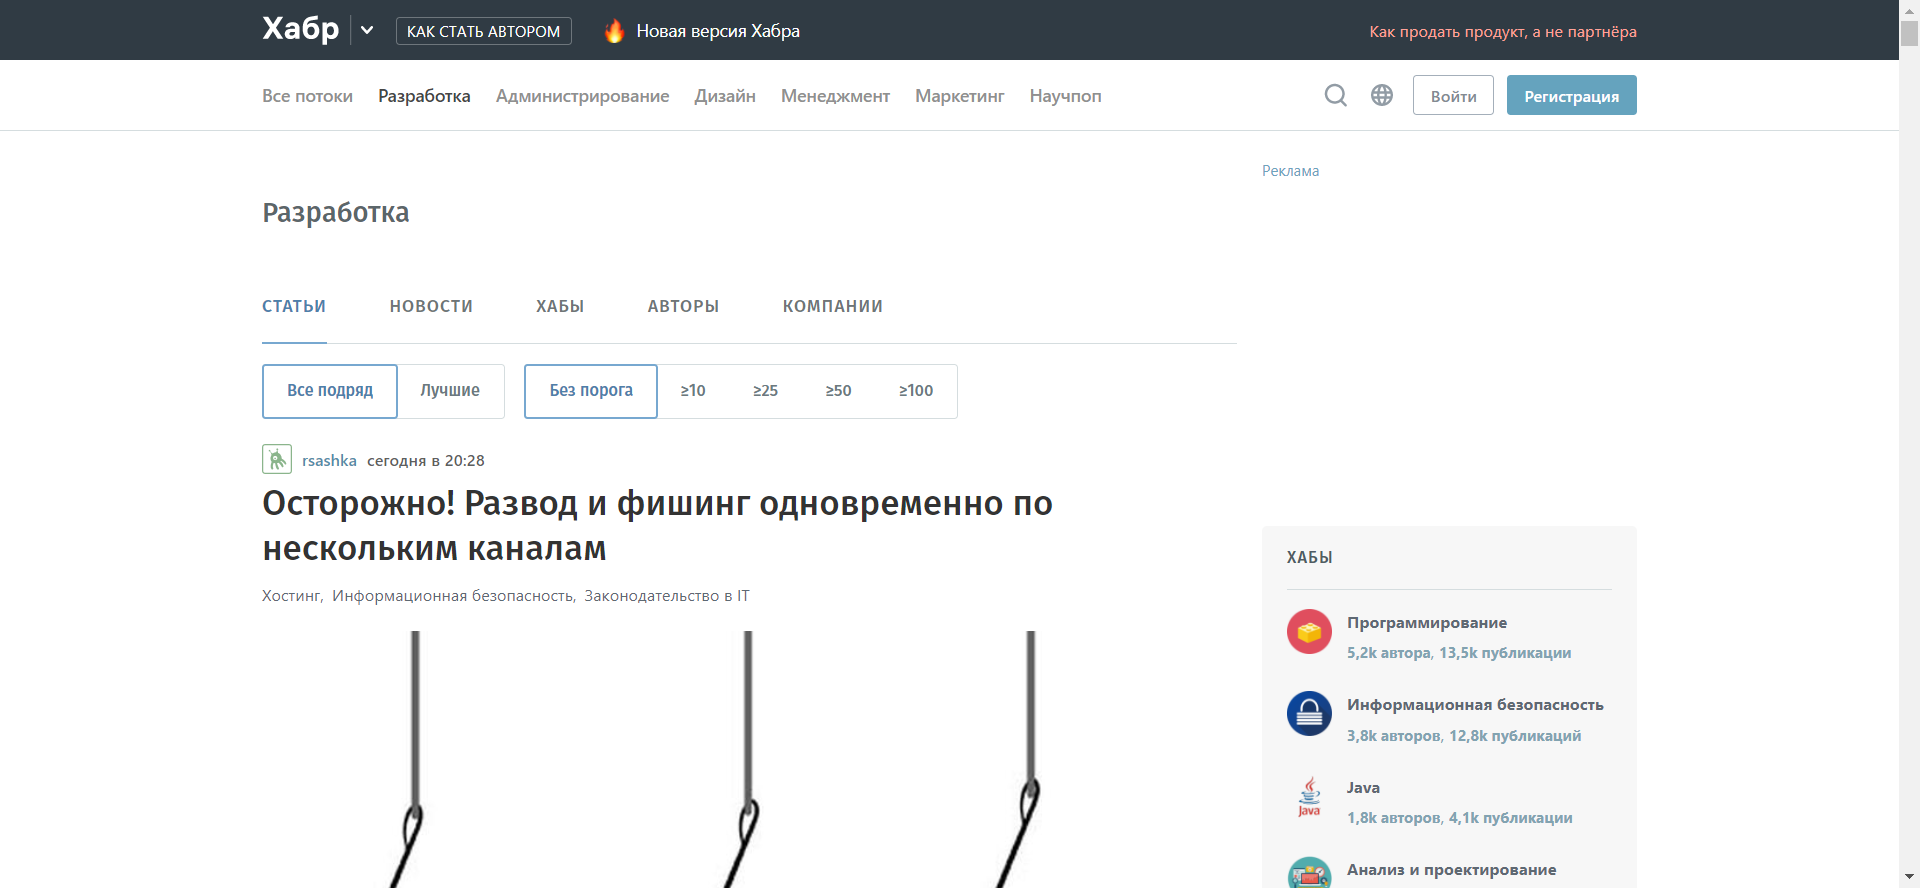 Хабр
КАК СТАТЬ АВТОРОМ
Новая версия Хабра
Как продать продукт, а не партнёра
Все потоки Разработка Администрирование Дизайн Менеджмент Маркетинг Научпоп
Войти
Регистрация
Реклама
Разработка
СТАТЬИ НОВОСТИ ХАБЫ АВТОРЫ КОМПАНИИ
Все подряд Лучшие Без порога ≥10 ≥25 ≥50 ≥100
rsashka сегодня в 20:28
Осторожно! Развод и фишинг одновременно по
нескольким каналам
Хостинг, Информационная безопасность, Законодательство в IT
ХАБЫ
Программирование
5,2k автора, 13,5k публикации
Информационная безопасность
3,8k авторов, 12,8k публикаций
Java
Java
1,8k авторов, 4,1k публикации
Анализ и проектирование